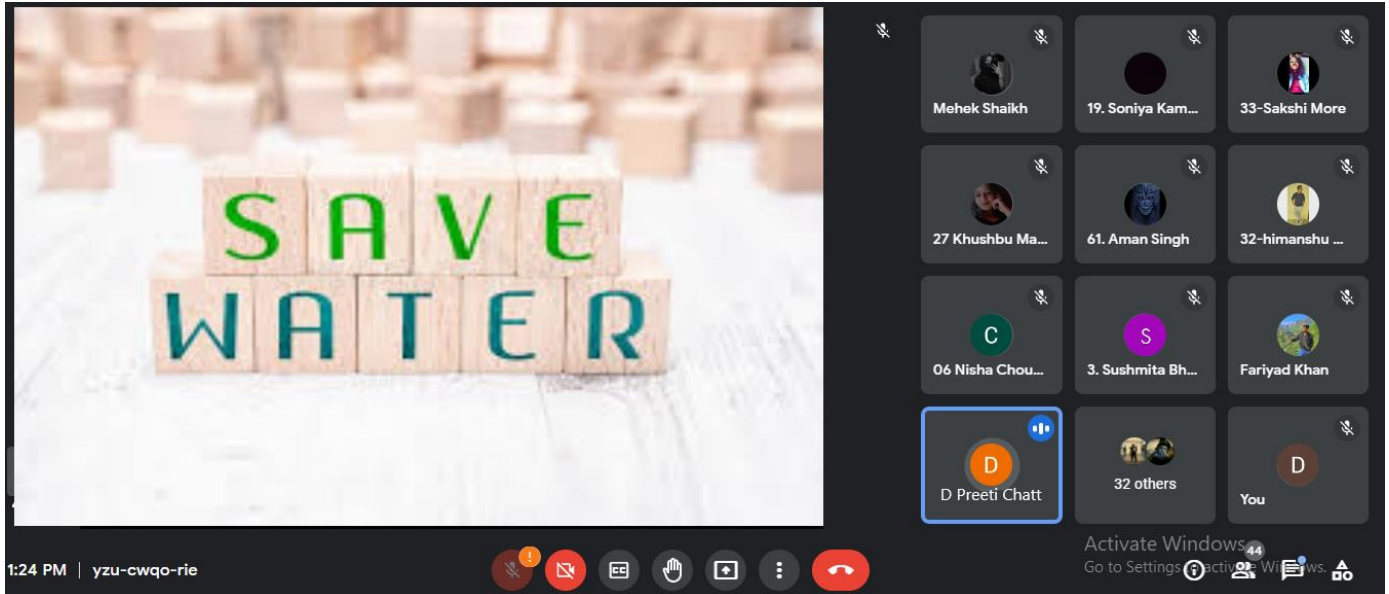 SAVE
WATER
Mehek Shaikh
19. Soniya Kam...
33-Sakshi More
27 Khushbu Ma...
61. Aman Singh
32-himanshu ...
C
06 Nisha Chou...
S
3. Sushmita Bh...
Fariyad Khan
D
D Preeti Chatt
32 others
D
You
1:24 PM | yzu-cwqo-rie
!
CC
Activate Windows
44
Go to Settings to activate Windows.